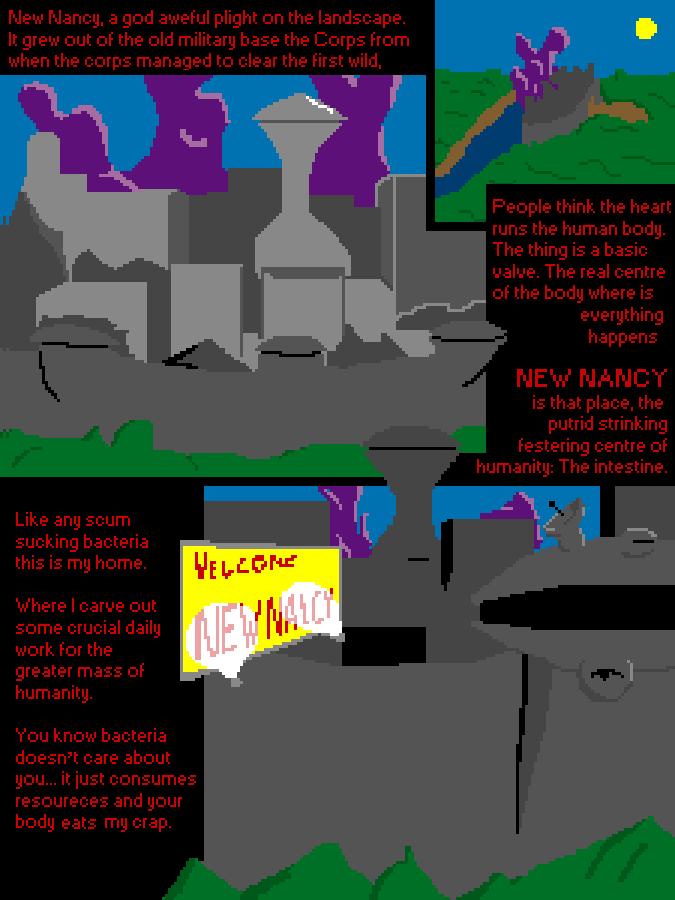 New Nancy, a god aweful plight on the landscape.
It grew out of the old military base the Corps from
when the corps managed to clear the first wild.
People think the heart
runs the human body.
The thing is a basic
valve. The real centre
of the body where is
everything
happens
NEW NANCY
is that place, the
putrid strinking
festering centre of
humanity: The intestine.
WELCOME
NEW NANCY
Like any scum
sucking bacteria
this is my home.
Where I carve out
some crucial daily
work for the
greater mass of
humanity.
You know bacteria
doesn't care about
you... it just consumes
resoureces and your
body eats my crap.